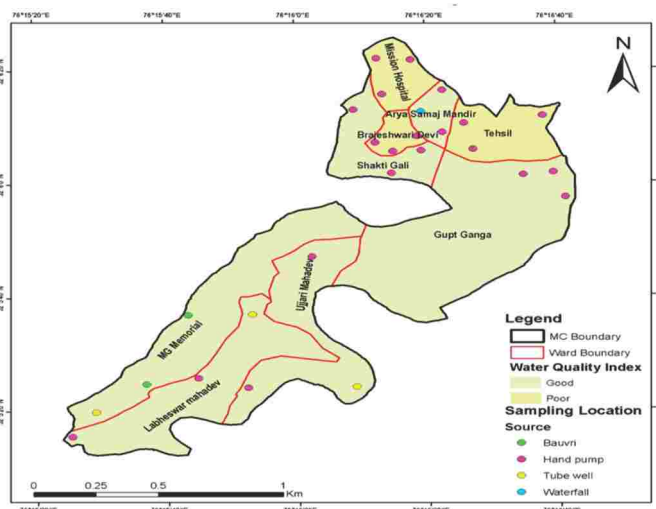 76°15'20"E 76°15'40"E 76°16'0"E 76°16'20"E 76°16'40"E
N
Mission Hospital
Arya Samaj Mandir
Brajeshwari Devi
Tehsil
Shakti Gali
Gupt Ganga
Ujjari Mahadev
MG Memorial
Labheswar mahadev
Legend
MC Boundary
Ward Boundary
Water Quality Index
Good
Poor
Sampling Location
Source
Bauvri
Hand pump
Tube well
Waterfall
0 0.25 0.5 1
Km